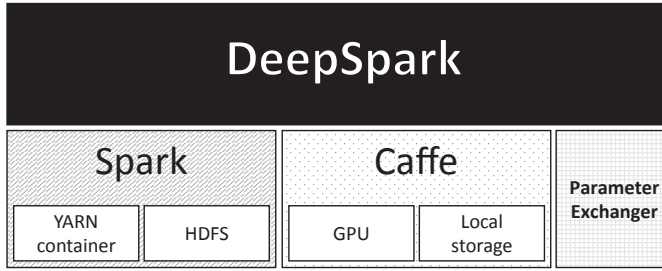 DeepSpark
Spark
Caffe
Parameter
Exchanger
YARN
container
HDFS
GPU
Local
storage